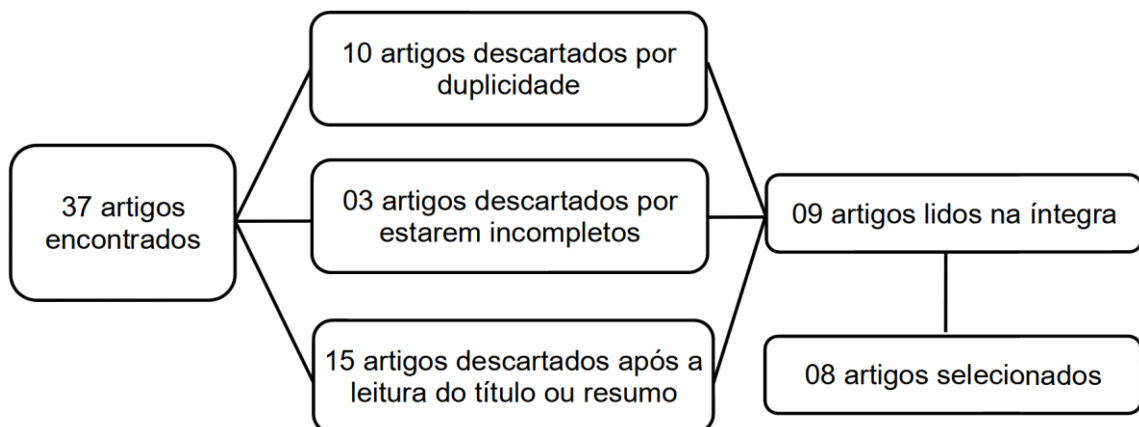 37 artigos
encontrados
10 artigos descartados por
duplicidade
03 artigos descartados por
estarem incompletos
15 artigos descartados após a
leitura do título ou resumo
09 artigos lidos na íntegra
08 artigos selecionados